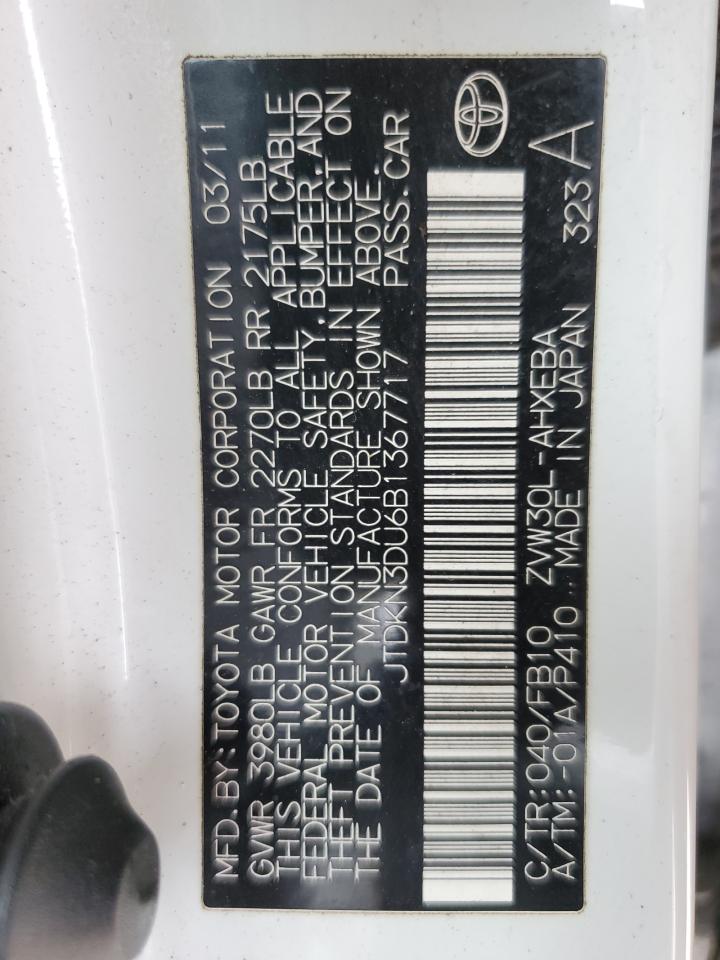 MFD.BY:TOYOTA MOTOR CORPORATION 03/11
GVWR 3980LB GAWR FR 2270LB RR 2175LB
THIS VEHICLE CONFORMS TO ALL APPLICABLE
FEDERAL MOTOR VEHICLE SAFETY,BUMPER,AND
THEFT PREVENTION STANDARDS IN EFFECT ON
THE DATE OF MANUFACTURE SHOWN ABOVE.
JTDKN3DU6B1367717 PASS.CAR
C/TR:040/FB10 ZVW30L-AHXEBA
A/TM:-01A/P410 MADE IN JAPAN 323 A